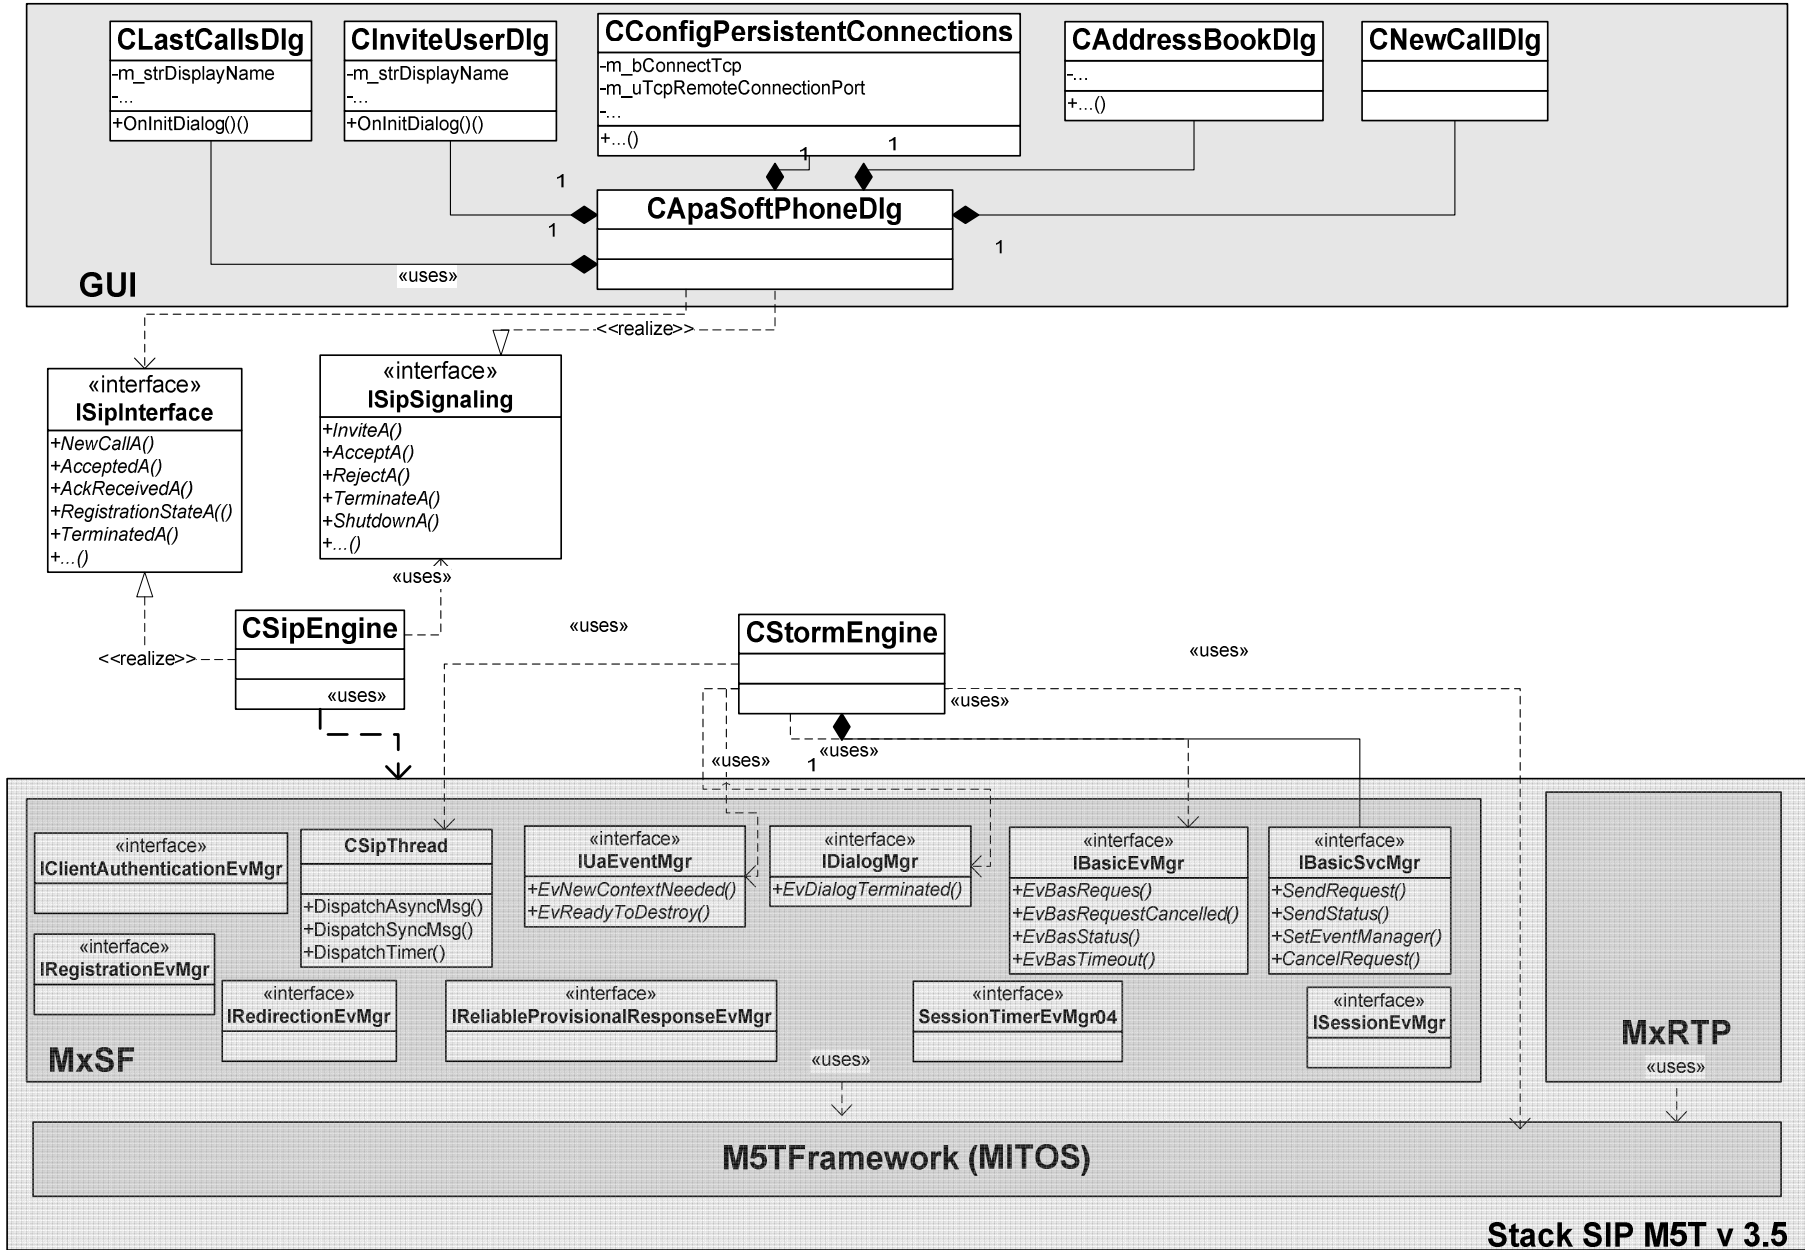 CLastCallsDlg
-m_strDisplayName
-...
+OnInitDialog()()
CInviteUserDlg
-m_strDisplayName
-...
+OnInitDialog()()
CConfigPersistentConnections
-m_bConnectTcp
-m_uTcpRemoteConnectionPort
-...
+...()
CAddressBookDlg
-...
+...()
CNewCallDlg
1
1
1
1
1
CApaSoftPhoneDlg
«uses»
GUI
<<realize>>
«interface»
ISipInterface
+NewCallA()
+AcceptedA()
+AckReceivedA()
+RegistrationStateA(()
+TerminatedA()
+...()
«interface»
ISipSignaling
+InviteA()
+AcceptA()
+RejectA()
+TerminateA()
+ShutdownA()
+...()
«uses»
CSipEngine
<<realize>>
«uses»
«uses»
CStormEngine
«uses»
«uses»
«uses»
«uses»
1
«interface»
IClientAuthenticationEvMgr
CSipThread
+DispatchAsyncMsg()
+DispatchSyncMsg()
+DispatchTimer()
«interface»
IUaEventMgr
+EvNewContextNeeded()
+EvReadyToDestroy()
«interface»
IDialogMgr
+EvDialogTerminated()
«interface»
IBasicEvMgr
+EvBasReques()
+EvBasRequestCancelled()
+EvBasStatus()
+EvBasTimeout()
«interface»
IBasicSvcMgr
+SendRequest()
+SendStatus()
+SetEventManager()
+CancelRequest()
«interface»
IRegistrationEvMgr
«interface»
IRedirectionEvMgr
«interface»
IReliableProvisionalResponseEvMgr
«interface»
SessionTimerEvMgr04
«interface»
ISessionEvMgr
MxSF
«uses»
MxRTP
«uses»
M5TFramework (MITOS)
Stack SIP M5T v 3.5